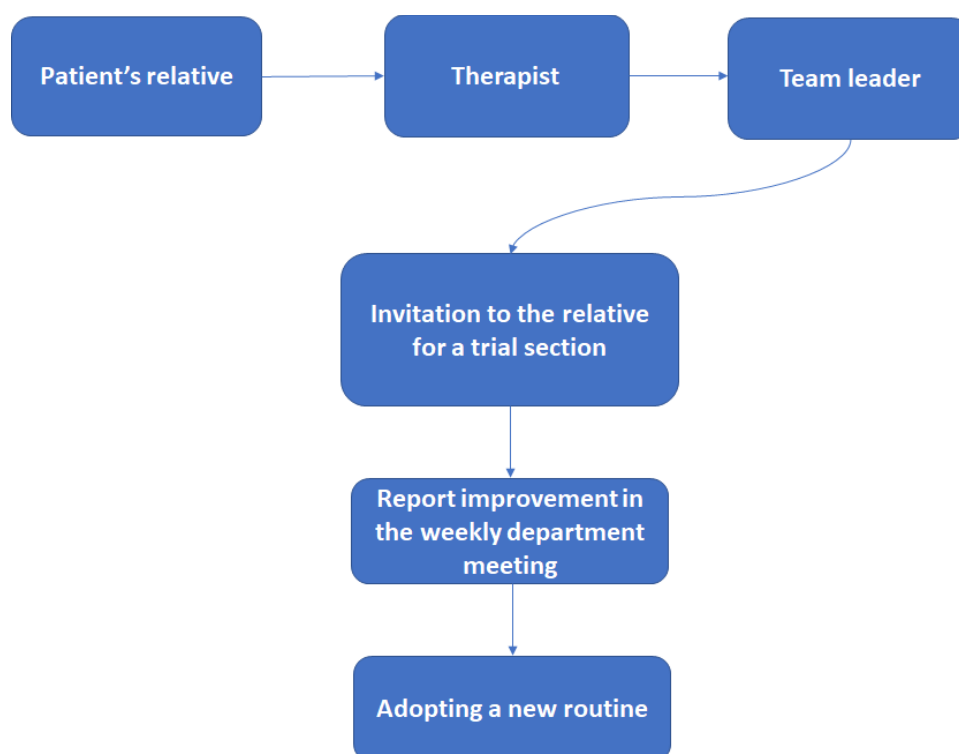 Patient’s relative
Therapist
Team leader
Invitation to the relative
for a trial section
Report improvement in
the weekly department
meeting
Adopting a new routine